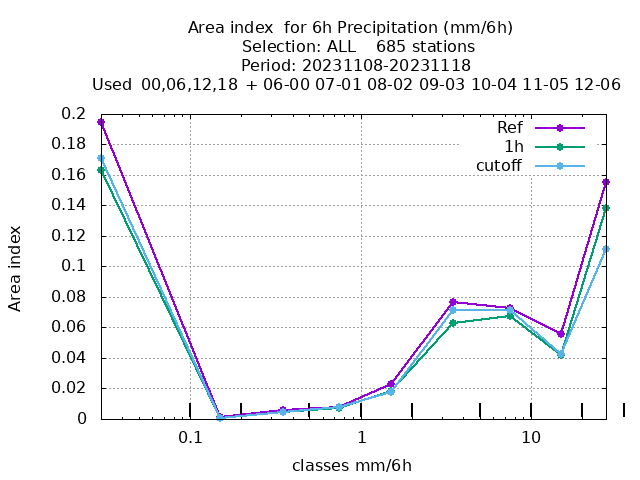 Area index  for 6h Precipitation (mm/6h)
Selection: ALL    685 stations
Period: 20231108-20231118
Used  00,06,12,18  + 06-00 07-01 08-02 09-03 10-04 11-05 12-06
Ref
1h
cutoff
0.2
0.18
0.16
0.14
0.12
0.1
0.08
0.06
0.04
0.02
0
Area index
0.1
1
10
classes mm/6h